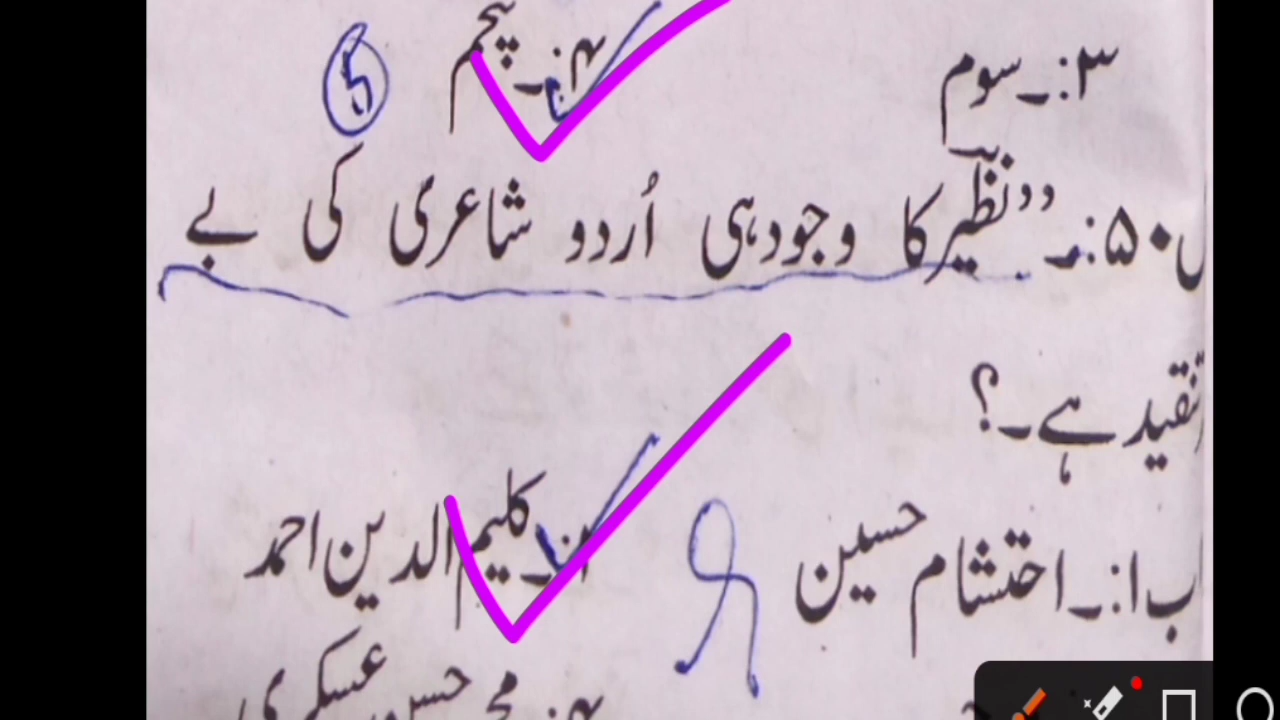 ۳:۔سوم ۴:۔پنجم
۵۰:۔ ’’نظیر کا وجود ہی اُردو شاعری کی بے
تنقید ہے۔؟
ب۱:۔احتشام حسین ۲:۔کلیم الدین احمد
۴:۔محمد حسن عسکری